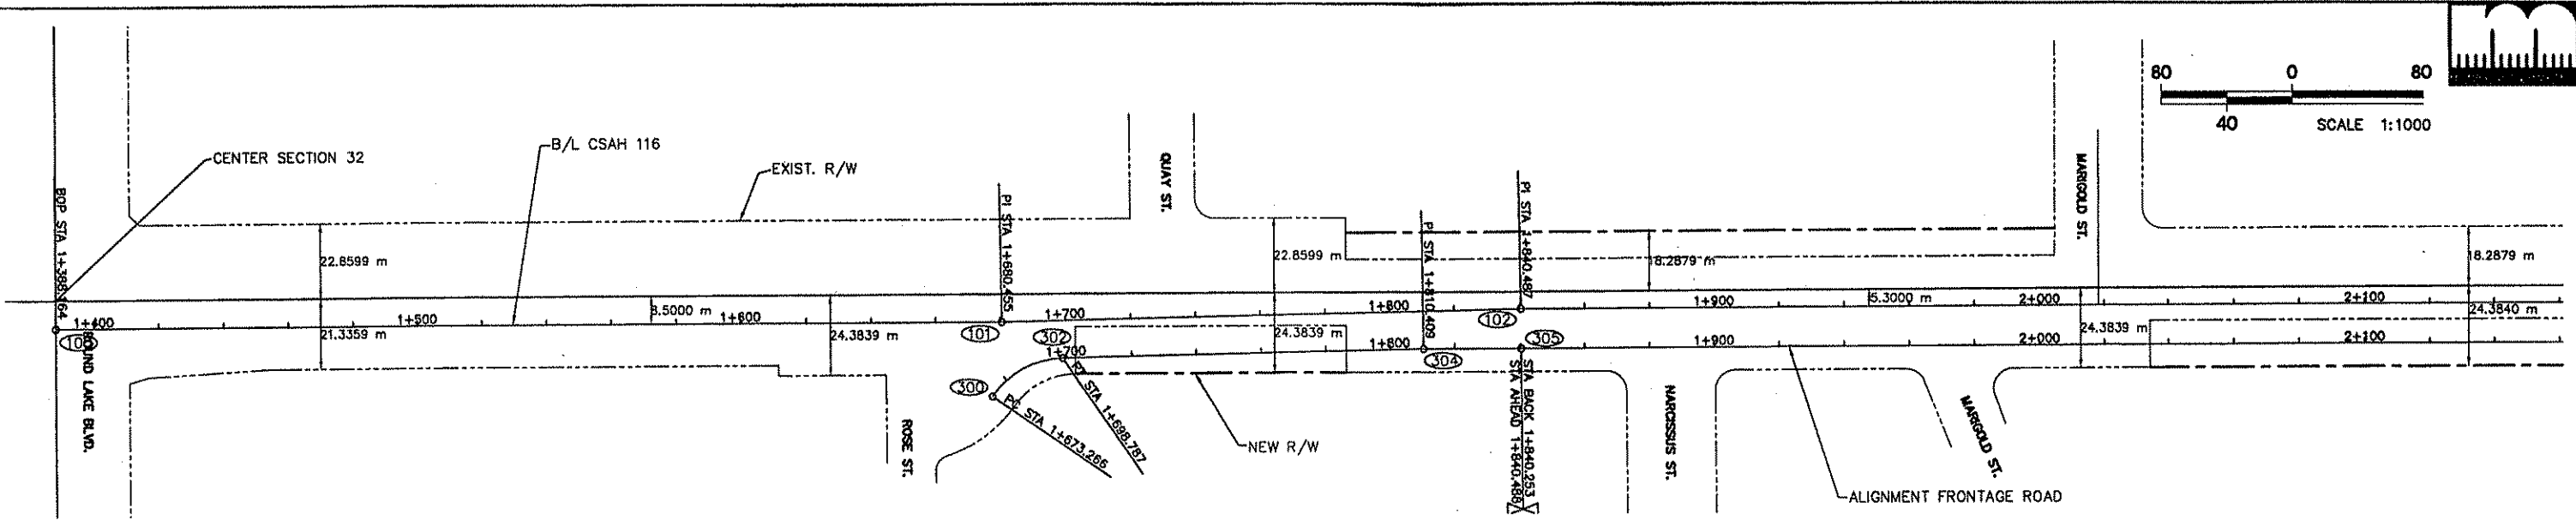 80 0 80
40 SCALE 1:1000
CENTER SECTION 32
B/L CSAH 116
EXIST. R/W
QUAY ST.
MARIGOLD ST.
BOP STA
PI STA 1+680.455
PI STA 1+810.409
PI STA 1+840.487
22.8599 m
22.8599 m
18.2879 m
18.2879 m
1+400
1+500
8.5000 m
1+600
1+700
1+800
1+900
5.3000 m
2+000
2+100
21.3359 m
24.3839 m
24.3839 m
24.3839 m
24.3840 m
101
302
102
305
1+700
1+800
304
1+900
2+000
2+100
300
PC STA 1+673.266
PT STA 1+698.787
STA BACK 1+840.253
STA AHEAD 1+840.488
ROUND LAKE BLVD.
ROSE ST.
NEW R/W
NARCISSUS ST.
MARIGOLD ST.
ALIGNMENT FRONTAGE ROAD